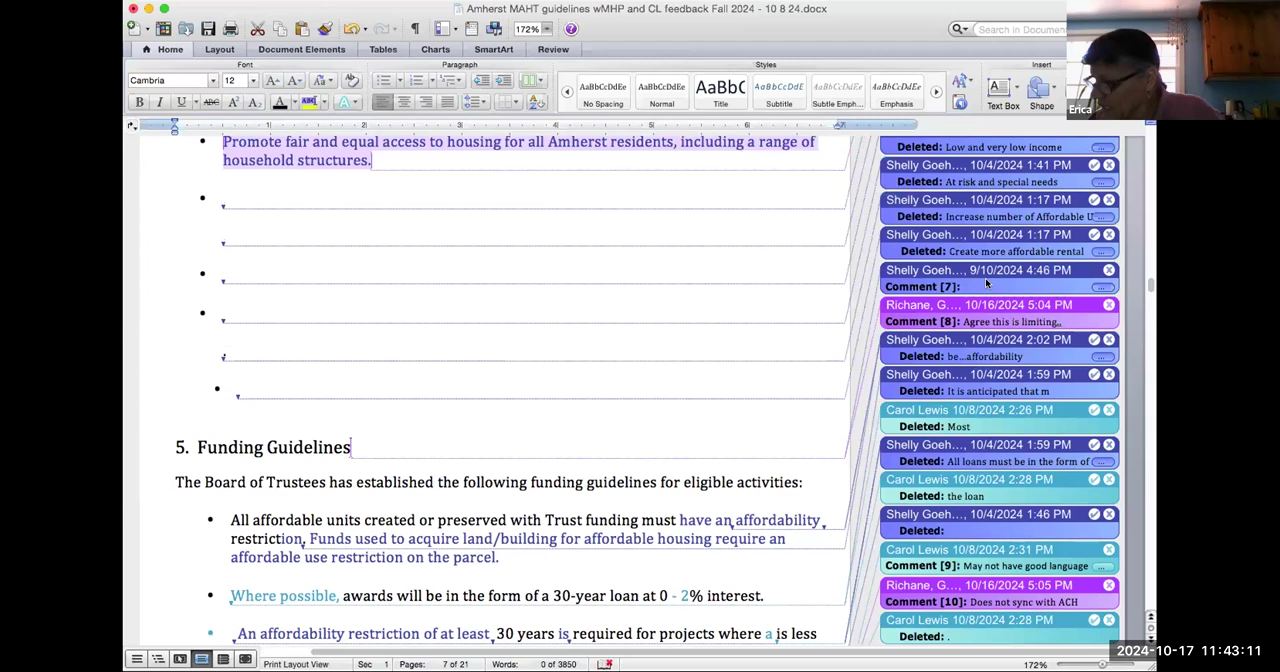 Amherst MAHT guidelines wMHP and CL feedback Fall 2024 - 10 8 24.docx
172%
Search in Documen
Home Layout Document Elements Tables Charts SmartArt Review
Font Paragraph Styles Insert
Cambria 12
AaBbCcDdEe AaBbCcDdEe AaBbC AaBbCcDdE AaBbCcDdEe AaBbCcDdEe
No Spacing Normal Title Subtitle Subtle Emph... Emphasis Text Box Shape
B I U ABC A² A₂
Erica
1 2 3 4 5 6 7
Promote fair and equal access to housing for all Amherst residents, including a range of
household structures.
5. Funding Guidelines
The Board of Trustees has established the following funding guidelines for eligible activities:
All affordable units created or preserved with Trust funding must have an affordability
restriction. Funds used to acquire land/building for affordable housing require an
affordable use restriction on the parcel.
Where possible, awards will be in the form of a 30-year loan at 0 - 2% interest.
An affordability restriction of at least 30 years is required for projects where a is less
Deleted: Low and very low income
Shelly Goeh..., 10/4/2024 1:41 PM
Deleted: At risk and special needs
Shelly Goeh..., 10/4/2024 1:17 PM
Deleted: Increase number of Affordable U
Shelly Goeh..., 10/4/2024 1:17 PM
Deleted: Create more affordable rental
Shelly Goeh..., 9/10/2024 4:46 PM
Comment [7]:
Richane, G..., 10/16/2024 5:04 PM
Comment [8]: Agree this is limiting,,
Shelly Goeh..., 10/4/2024 2:02 PM
Deleted: be...affordability
Shelly Goeh..., 10/4/2024 1:59 PM
Deleted: It is anticipated that m
Carol Lewis 10/8/2024 2:26 PM
Deleted: Most
Shelly Goeh..., 10/4/2024 1:59 PM
Deleted: All loans must be in the form of
Carol Lewis 10/8/2024 2:28 PM
Deleted: the loan
Shelly Goeh..., 10/4/2024 1:46 PM
Deleted:
Carol Lewis 10/8/2024 2:31 PM
Comment [9]: May not have good language
Richane, G..., 10/16/2024 5:05 PM
Comment [10]: Does not sync with ACH
Carol Lewis 10/8/2024 2:28 PM
Deleted: .
Print Layout View Sec 1 Pages: 7 of 21 Words: 0 of 3850 172%
2024-10-17 11:43:11